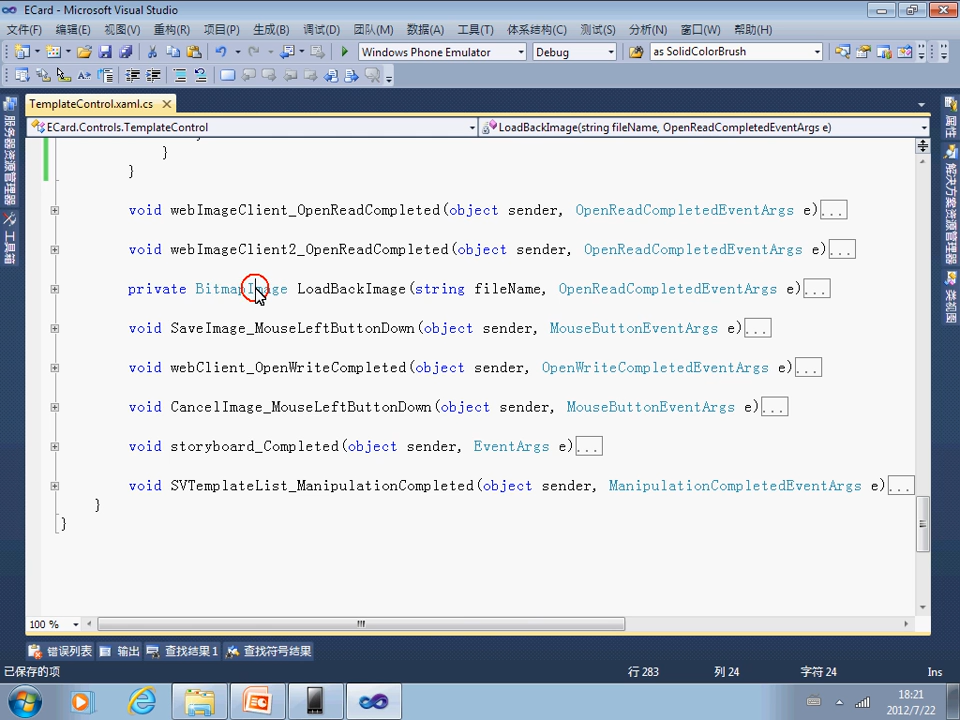 ECard - Microsoft Visual Studio
文件(F) 编辑(E) 视图(V) 重构(R) 项目(P) 生成(B) 调试(D) 团队(M) 数据(A) 工具(T) 体系结构(C) 测试(S) 分析(N) 窗口(W) 帮助(H)
Windows Phone Emulator Debug as SolidColorBrush
TemplateControl.xaml.cs
ECard.Controls.TemplateControl LoadBackImage(string fileName, OpenReadCompletedEventArgs e)
}
}
void webImageClient_OpenReadCompleted(object sender, OpenReadCompletedEventArgs e)...
void webImageClient2_OpenReadCompleted(object sender, OpenReadCompletedEventArgs e)...
private BitmapImage LoadBackImage(string fileName, OpenReadCompletedEventArgs e)...
void SaveImage_MouseLeftButtonDown(object sender, MouseButtonEventArgs e)...
void webClient_OpenWriteCompleted(object sender, OpenWriteCompletedEventArgs e)...
void CancelImage_MouseLeftButtonDown(object sender, MouseButtonEventArgs e)...
void storyboard_Completed(object sender, EventArgs e)...
void SVTemplateList_ManipulationCompleted(object sender, ManipulationCompletedEventArgs e)...
}
}
服务器资源管理器
工具箱
属性
解决方案资源管理器
类视图
100 %
错误列表 输出 查找结果 1 查找符号结果
已保存的项 行 283 列 24 字符 24 Ins
18:21
2012/7/22